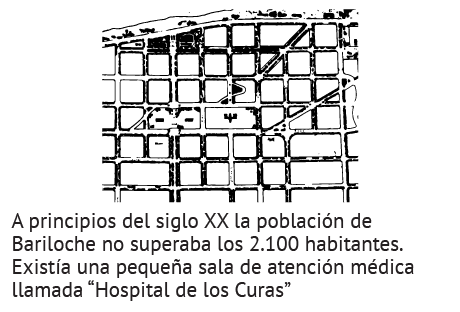 A principios del siglo XX la población de
Bariloche no superaba los 2.100 habitantes.
Existía una pequeña sala de atención médica
llamada “Hospital de los Curas”